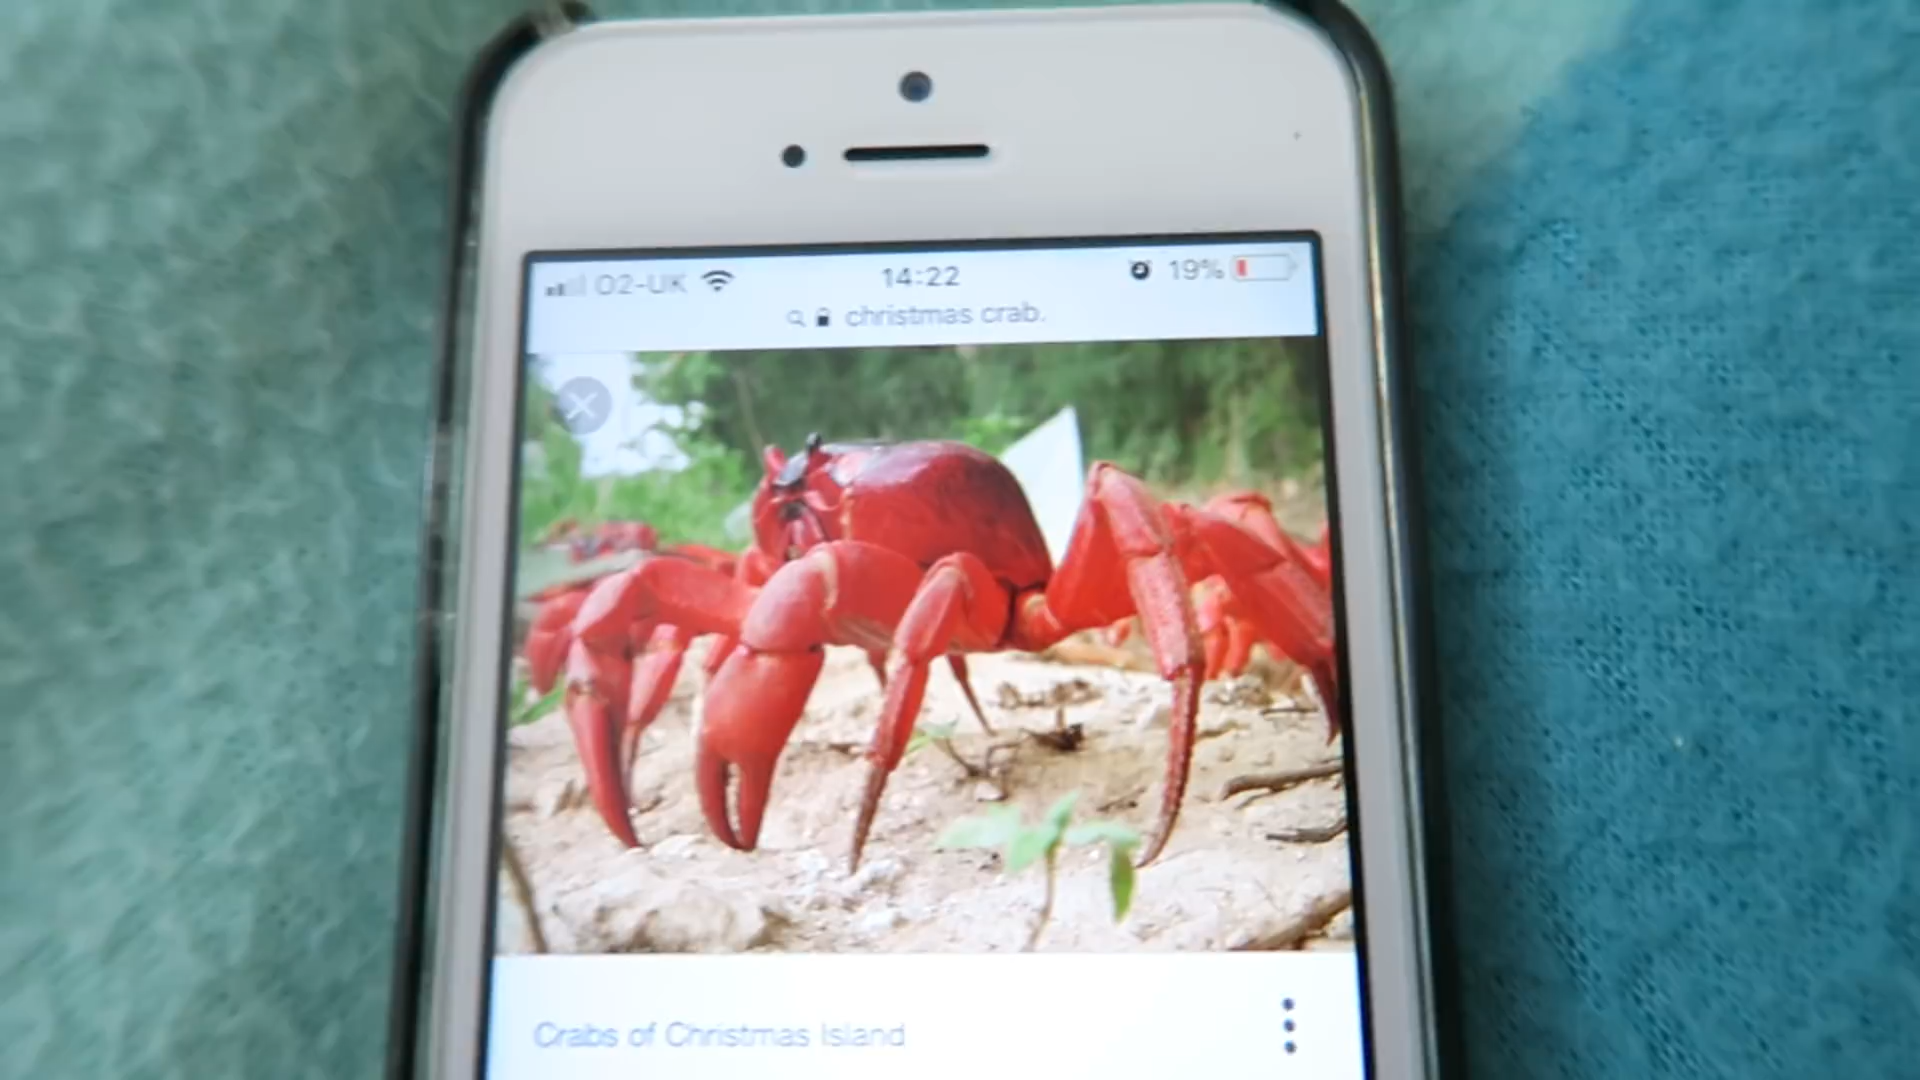 O2-UK 14:22 19%
christmas crab.
Crabs of Christmas Island